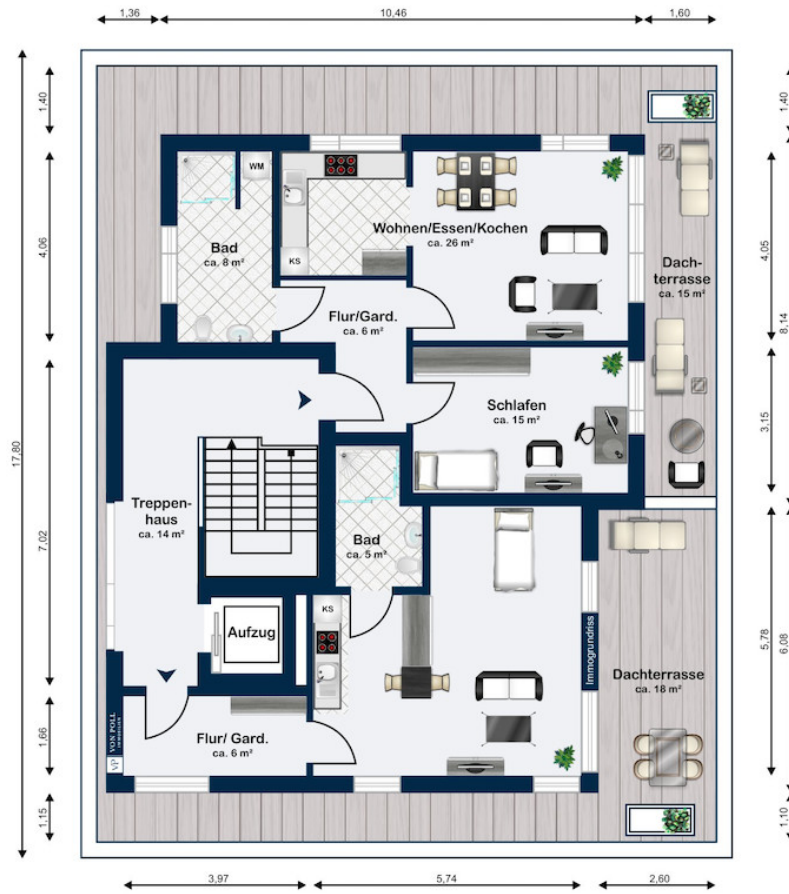 1,36
10,46
1,60
1,40
1,40
WM
Wohnen/Essen/Kochen
ca. 26 m²
4,06
Bad
ca. 8 m²
KS
Dach-
terrasse
ca. 15 m²
4,05
Flur/Gard.
ca. 6 m²
8,14
Schlafen
ca. 15 m²
3,15
17,80
Treppen-
haus
ca. 14 m²
7,02
Bad
ca. 5 m²
KS
Aufzug
Immogrundriss
5,78
6,08
Dachterrasse
ca. 18 m²
VP VON POLL
IMMOBILIEN
Flur/ Gard.
ca. 6 m²
1,66
1,15
1,10
3,97
5,74
2,60